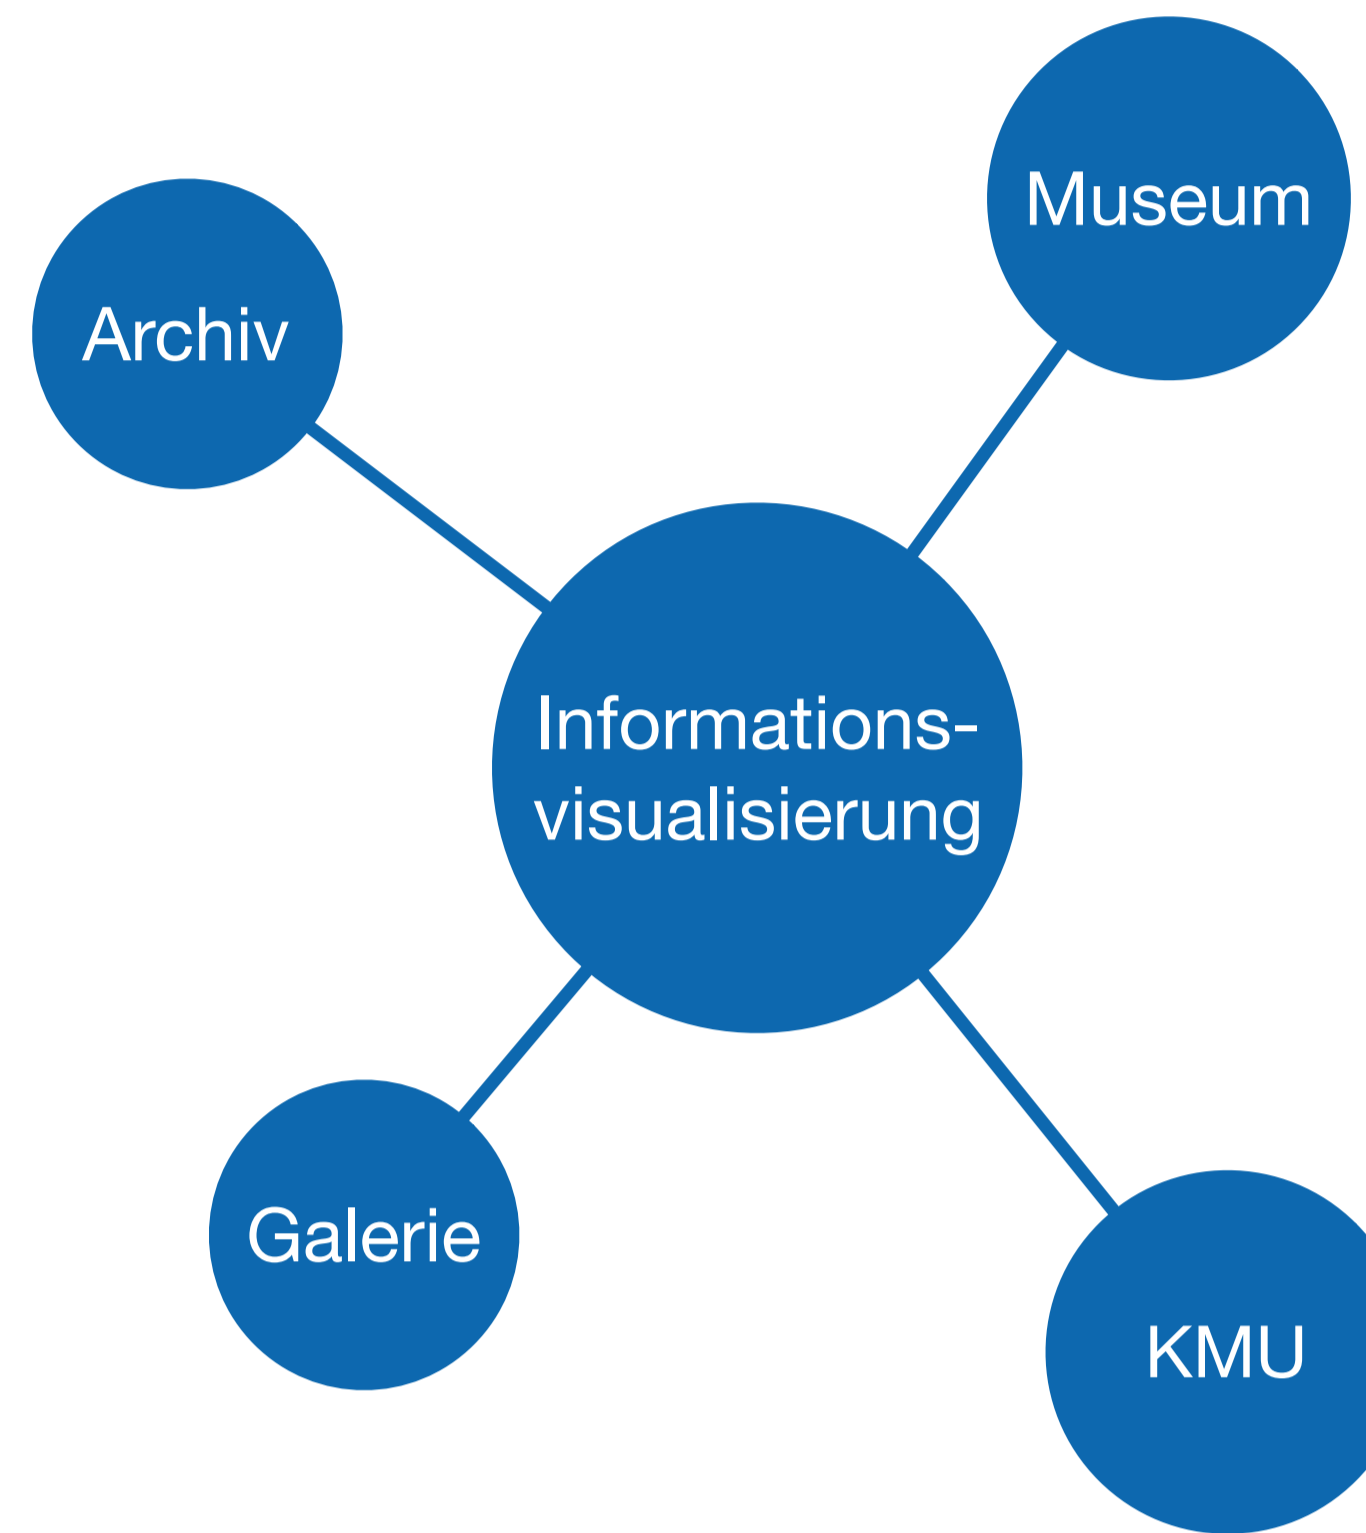 Museum
Archiv
Informations-
visualisierung
Galerie
KMU